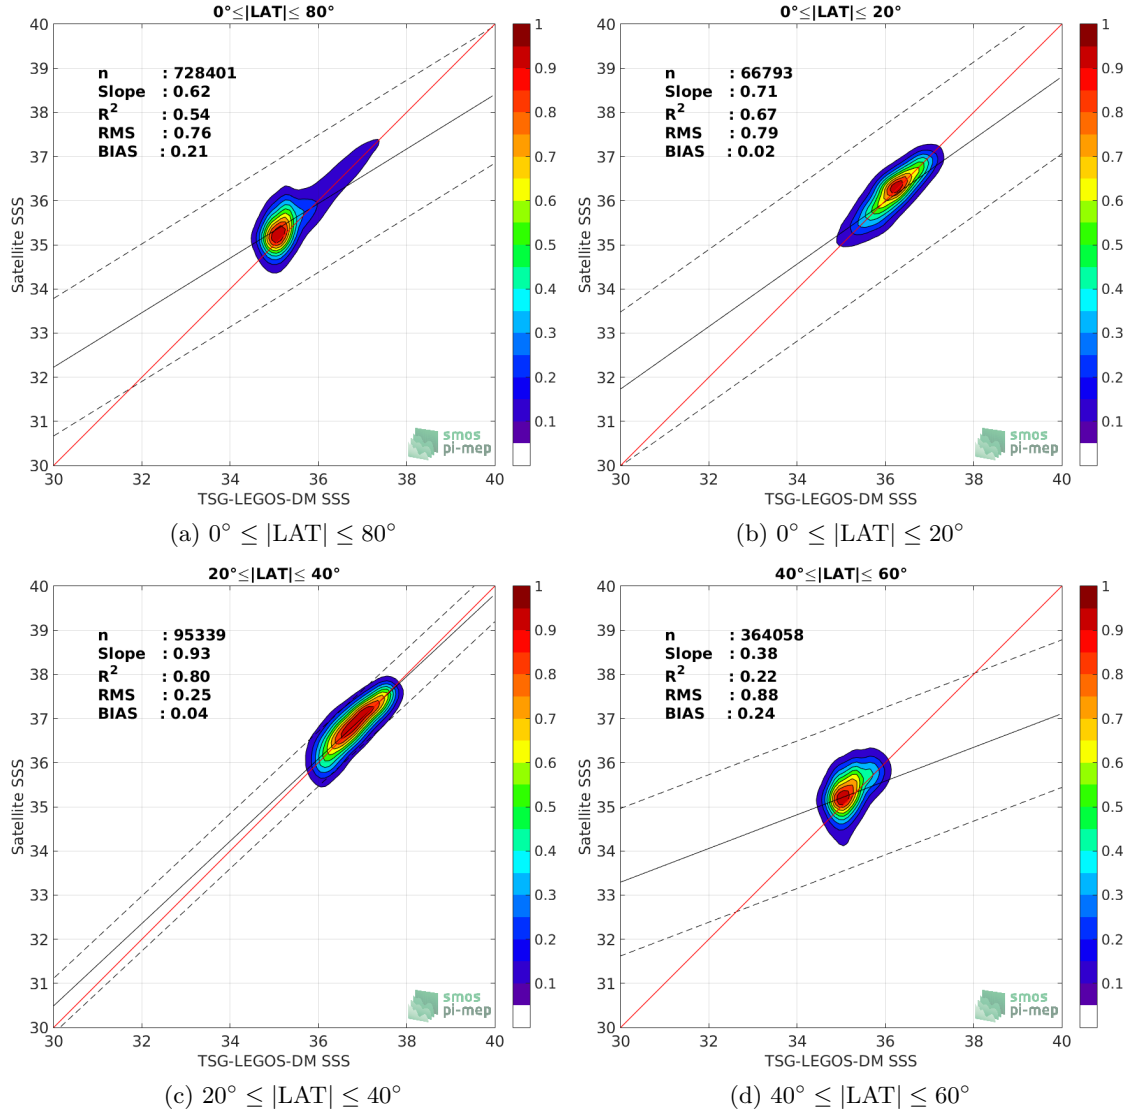 0°≤|LAT|≤ 80°
n : 728401
Slope : 0.62
R2 : 0.54
RMS : 0.76
BIAS : 0.21
40
39
38
37
36
35
34
33
32
31
30
Satellite SSS
30 32 34 36 38 40
TSG-LEGOS-DM SSS
1
0.9
0.8
0.7
0.6
0.5
0.4
0.3
0.2
0.1
smos
pi-mep
(a) 0° ≤ |LAT| ≤ 80°
0°≤|LAT|≤ 20°
n : 66793
Slope : 0.71
R2 : 0.67
RMS : 0.79
BIAS : 0.02
40
39
38
37
36
35
34
33
32
31
30
Satellite SSS
30 32 34 36 38 40
TSG-LEGOS-DM SSS
1
0.9
0.8
0.7
0.6
0.5
0.4
0.3
0.2
0.1
smos
pi-mep
(b) 0° ≤ |LAT| ≤ 20°
20°≤|LAT|≤ 40°
n : 95339
Slope : 0.93
R2 : 0.80
RMS : 0.25
BIAS : 0.04
40
39
38
37
36
35
34
33
32
31
30
Satellite SSS
30 32 34 36 38 40
TSG-LEGOS-DM SSS
1
0.9
0.8
0.7
0.6
0.5
0.4
0.3
0.2
0.1
smos
pi-mep
(c) 20° ≤ |LAT| ≤ 40°
40°≤|LAT|≤ 60°
n : 364058
Slope : 0.38
R2 : 0.22
RMS : 0.88
BIAS : 0.24
40
39
38
37
36
35
34
33
32
31
30
Satellite SSS
30 32 34 36 38 40
TSG-LEGOS-DM SSS
1
0.9
0.8
0.7
0.6
0.5
0.4
0.3
0.2
0.1
smos
pi-mep
(d) 40° ≤ |LAT| ≤ 60°